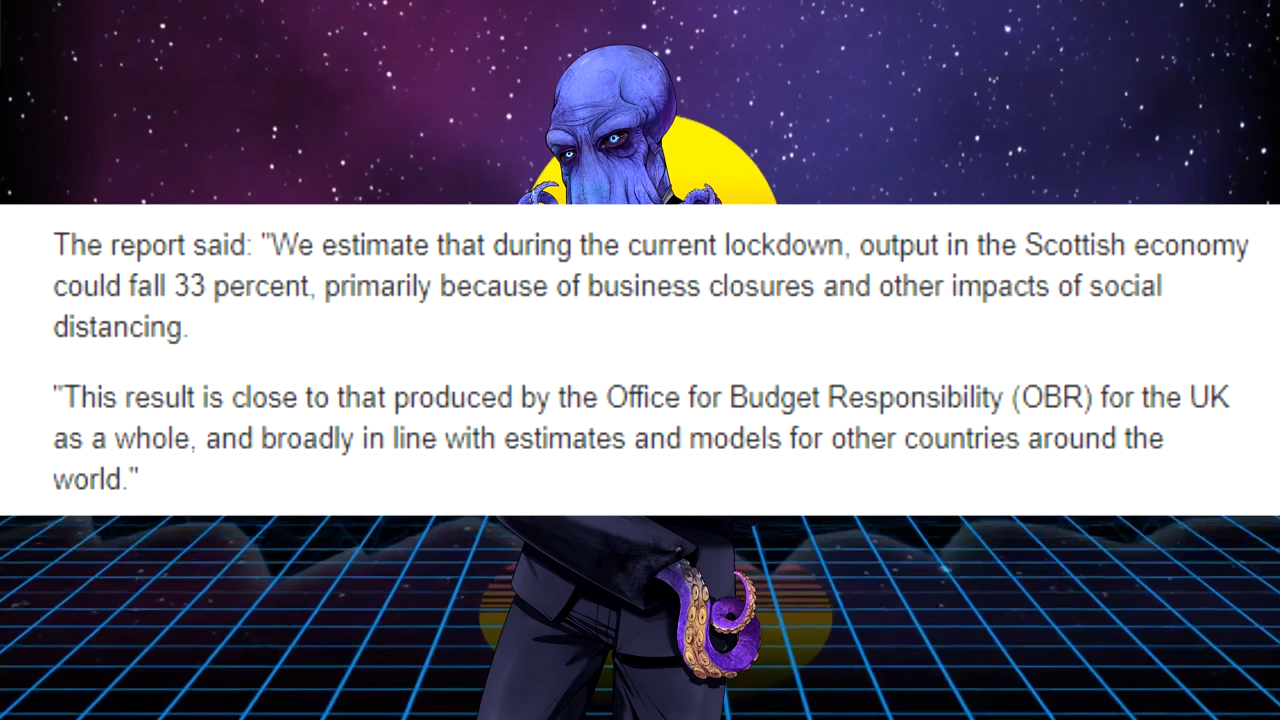 The report said: "We estimate that during the current lockdown, output in the Scottish economy
could fall 33 percent, primarily because of business closures and other impacts of social
distancing.
"This result is close to that produced by the Office for Budget Responsibility (OBR) for the UK
as a whole, and broadly in line with estimates and models for other countries around the
world."